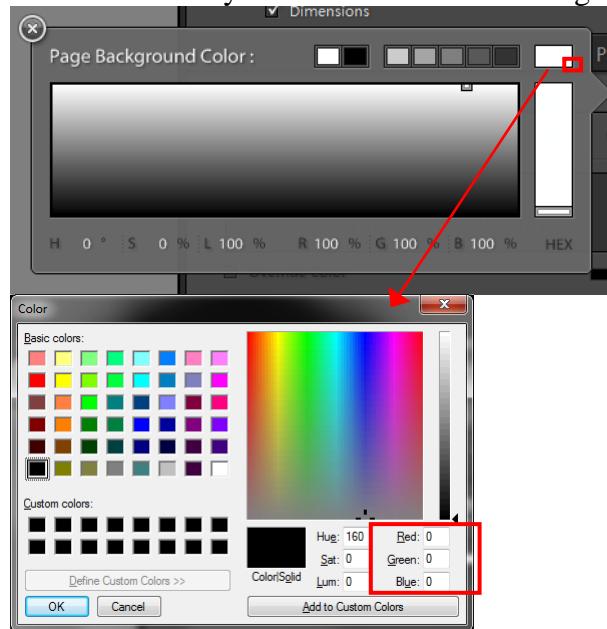 Dimensions
Page Background Color :
P
H 0 ° S 0 % L 100 % R 100 % G 100 % B 100 % HEX
Color
Basic colors:
Custom colors:
Hue: 160 Red: 0
Sat: 0 Green: 0
Color|Solid Lum: 0 Blue: 0
Define Custom Colors >>
OK Cancel Add to Custom Colors